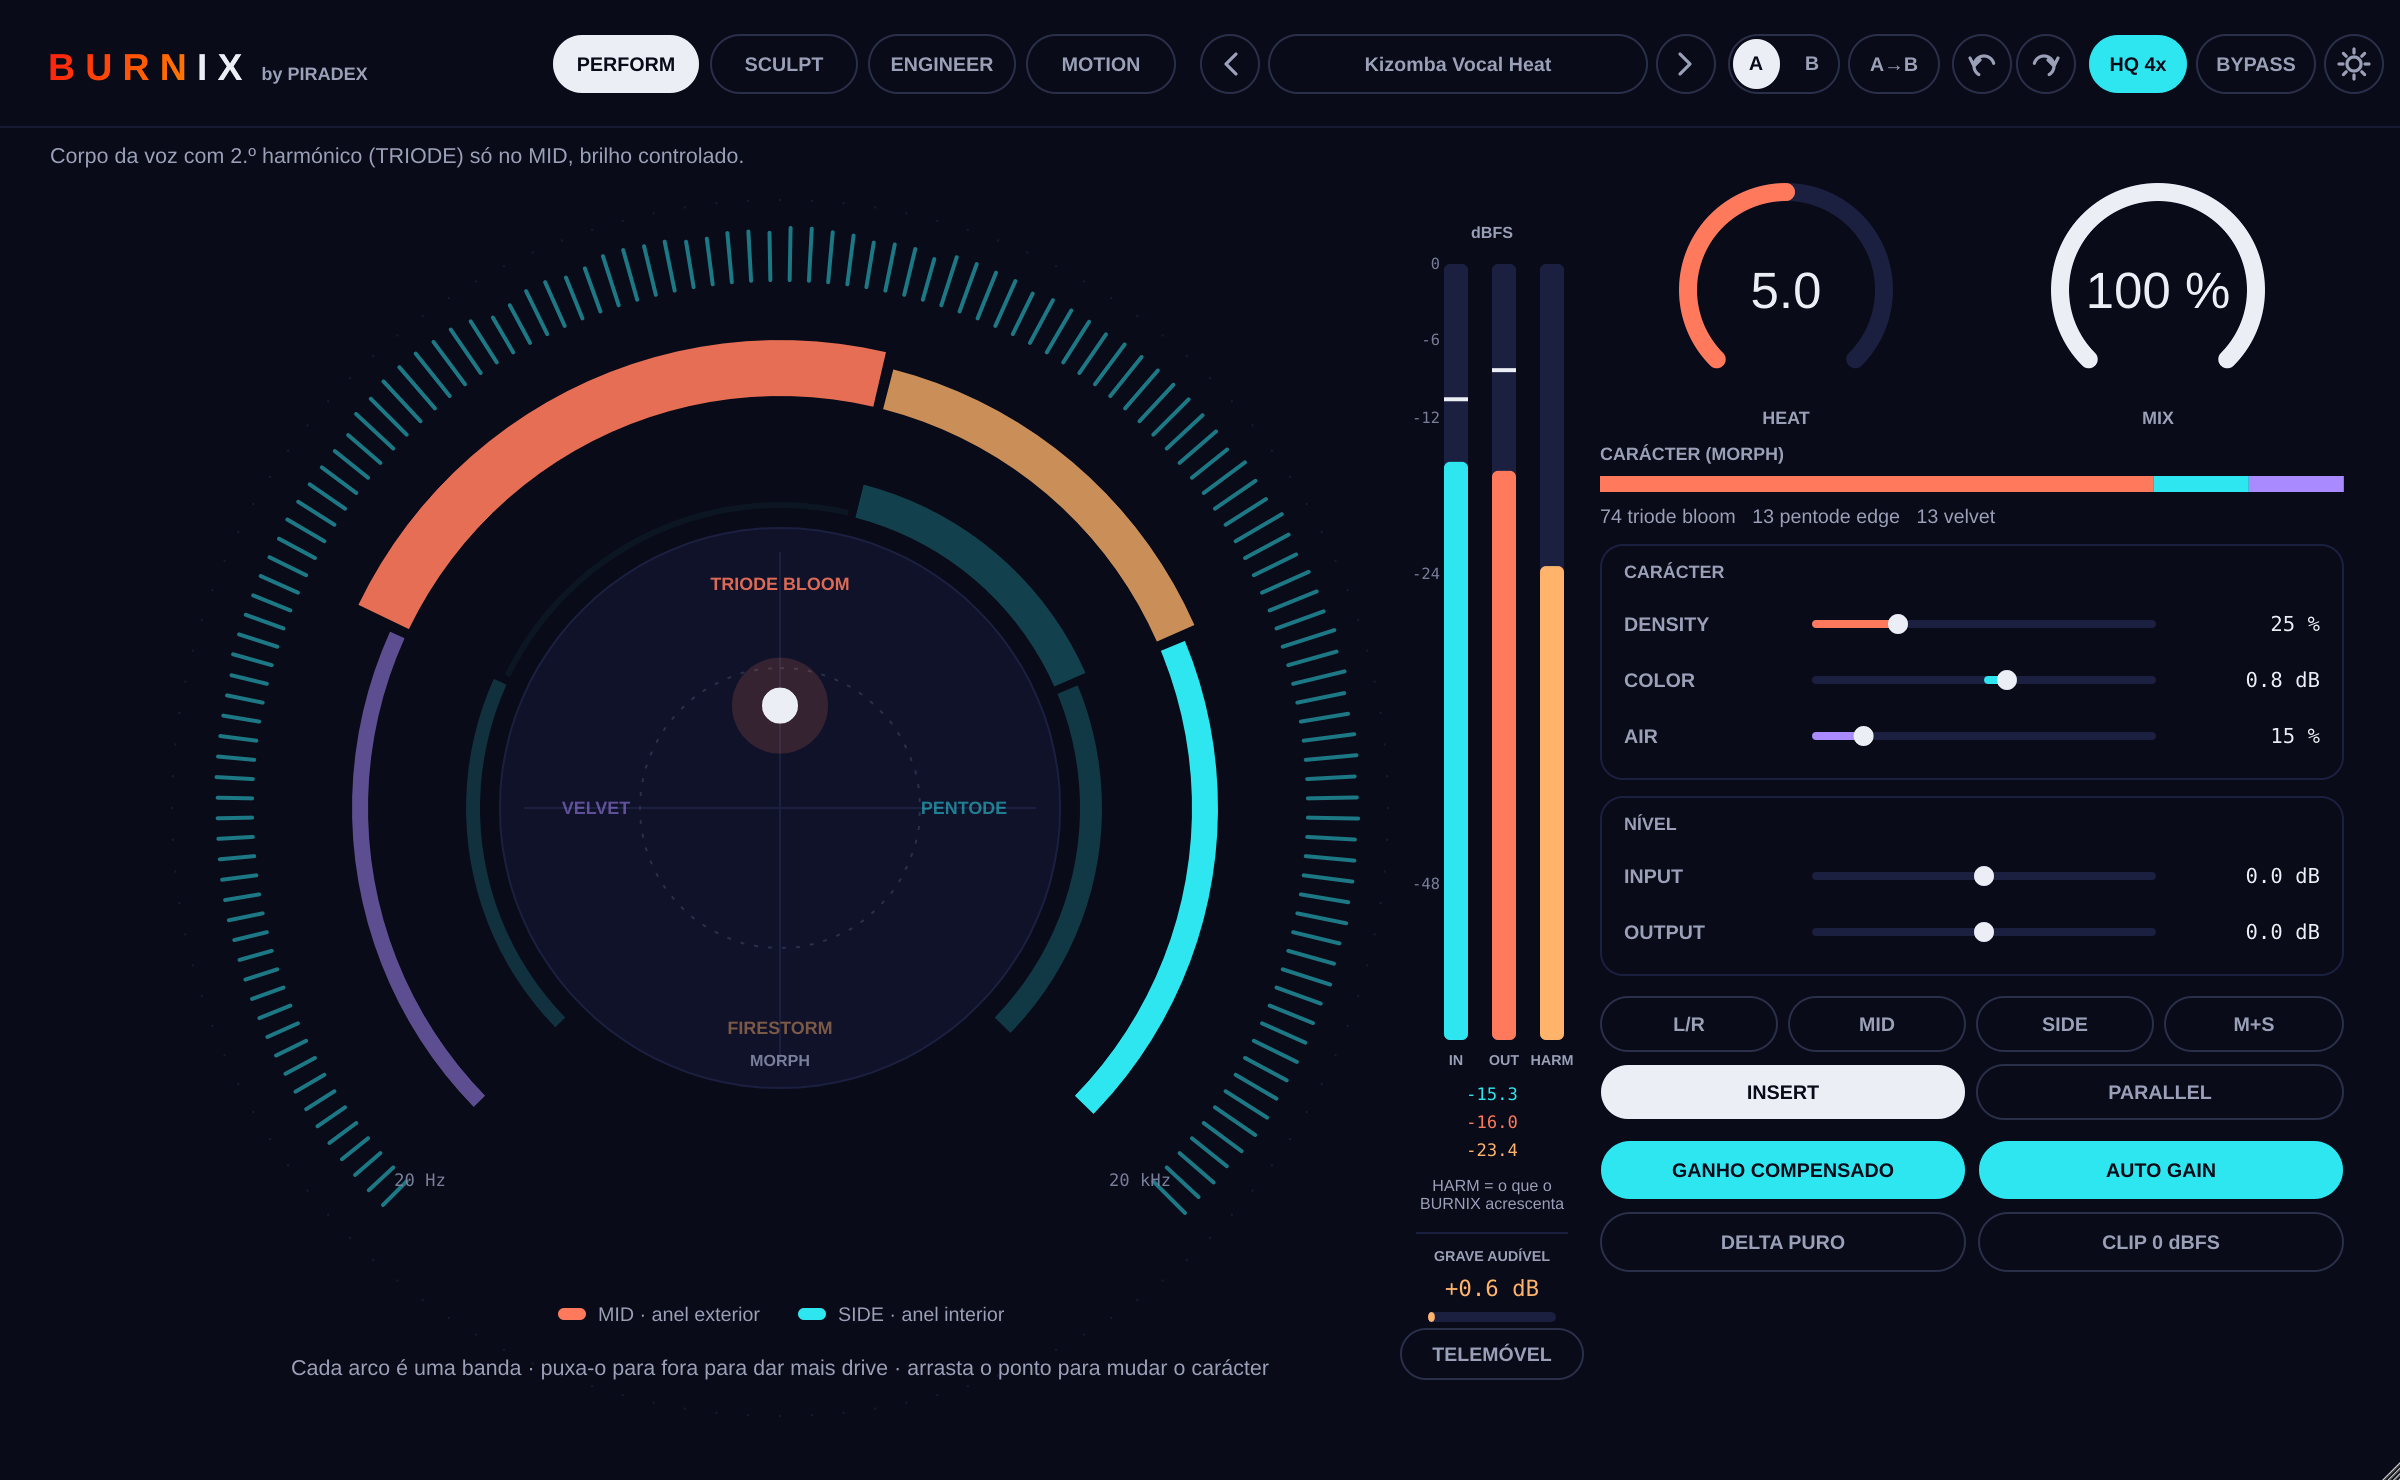 BURNIX by PIRADEX
PERFORM
SCULPT
ENGINEER
MOTION
Kizomba Vocal Heat
A
B
A→B
HQ 4x
BYPASS
Corpo da voz com 2.º harmónico (TRIODE) só no MID, brilho controlado.
TRIODE BLOOM
VELVET
PENTODE
FIRESTORM
MORPH
20 Hz
20 kHz
MID · anel exterior
SIDE · anel interior
Cada arco é uma banda · puxa-o para fora para dar mais drive · arrasta o ponto para mudar o carácter
dBFS
0
-6
-12
-24
-48
IN
OUT
HARM
-15.3
-16.0
-23.4
HARM = o que o
BURNIX acrescenta
GRAVE AUDÍVEL
+0.6 dB
TELEMÓVEL
5.0
100 %
HEAT
MIX
CARÁCTER (MORPH)
74 triode bloom 13 pentode edge 13 velvet
CARÁCTER
DENSITY 25 %
COLOR 0.8 dB
AIR 15 %
NÍVEL
INPUT 0.0 dB
OUTPUT 0.0 dB
L/R
MID
SIDE
M+S
INSERT
PARALLEL
GANHO COMPENSADO
AUTO GAIN
DELTA PURO
CLIP 0 dBFS